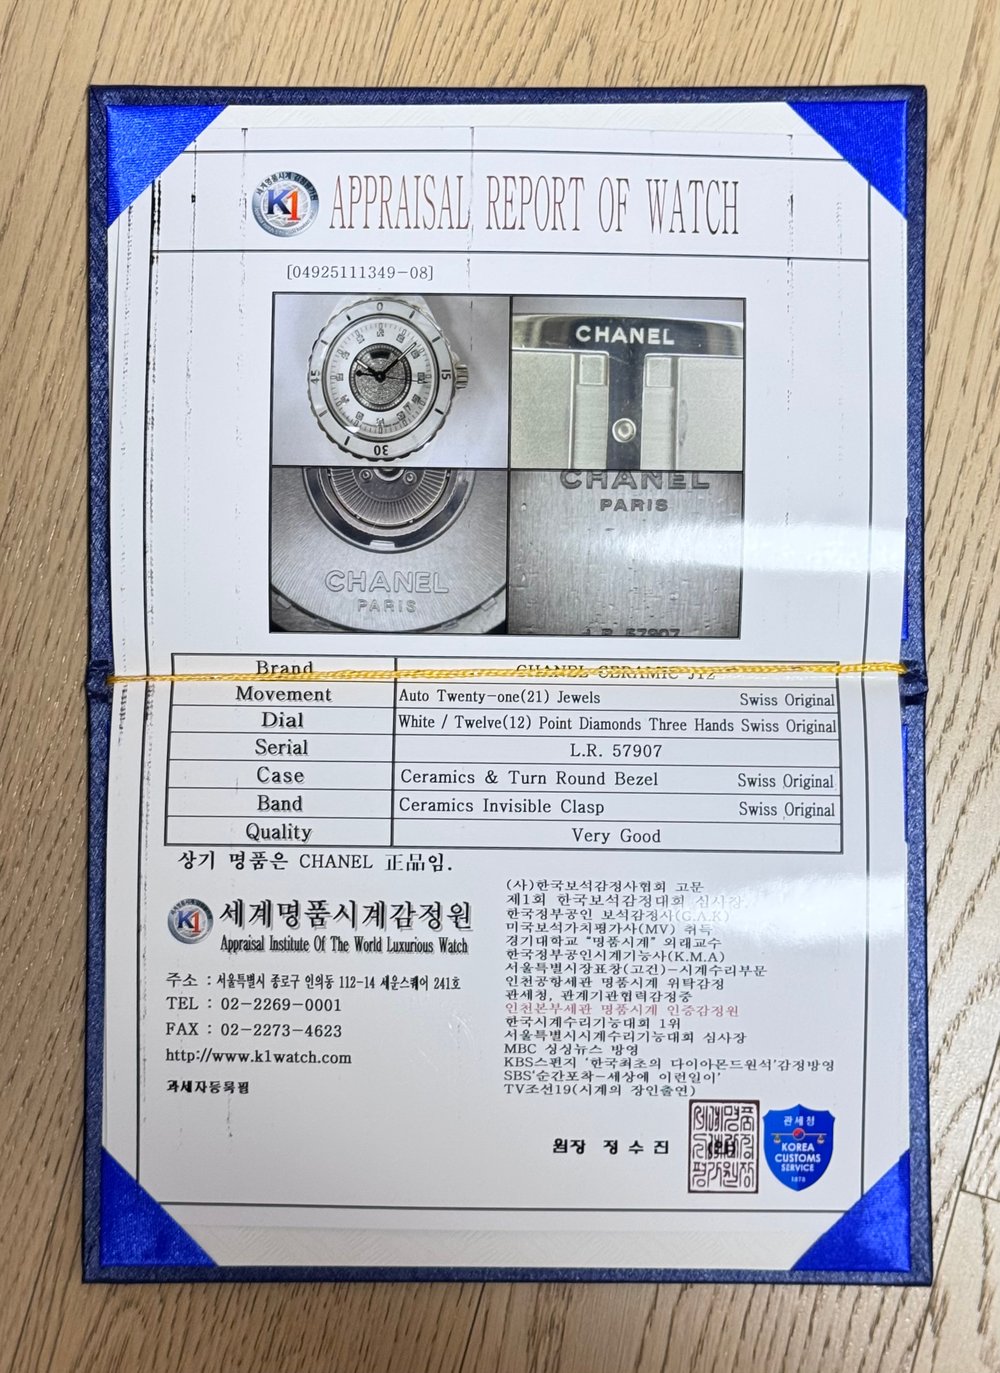 K1 APPRAISAL REPORT OF WATCH
[04925111349-08]
0
15
30
45
CHANEL
CHANEL
PARIS
CHANEL
PARIS
L.R. 57907
Brand CHANEL CERAMIC J12
Movement Auto Twenty-one(21) Jewels Swiss Original
Dial White / Twelve(12) Point Diamonds Three Hands Swiss Original
Serial L.R. 57907
Case Ceramics & Turn Round Bezel Swiss Original
Band Ceramics Invisible Clasp Swiss Original
Quality Very Good
상기 명품은 CHANEL 正品임.
K1 세계명품시계감정원
Appraisal Institute Of The World Luxurious Watch
주소 : 서울특별시 종로구 인의동 112-14 세운스퀘어 241호
TEL : 02-2269-0001
FAX : 02-2273-4623
http://www.k1watch.com
과세자등록필
(사)한국보석감정사협회 고문
제1회 한국보석감정대회 심사장
한국정부공인 보석감정사(G.A.K)
미국보석가치평가사(MV) 취득
경기대학교 "명품시계" 외래교수
한국정부공인시계기능사(K.M.A)
서울특별시장표창(고건)-시계수리부문
인천공항세관 명품시계 위탁감정
관세청, 관계기관협력감정중
인천본부세관 명품시계 인증감정원
한국시계수리기능대회 1위
서울특별시시계수리기능대회 심사장
MBC 싱싱뉴스 방영
KBS스펀지 '한국최초의 다이아몬드원석'감정방영
SBS'순간포착-세상에 이런일이'
TV조선19(시계의 장인출연)
원장 정 수 진
관세청
KOREA
CUSTOMS
SERVICE
1878